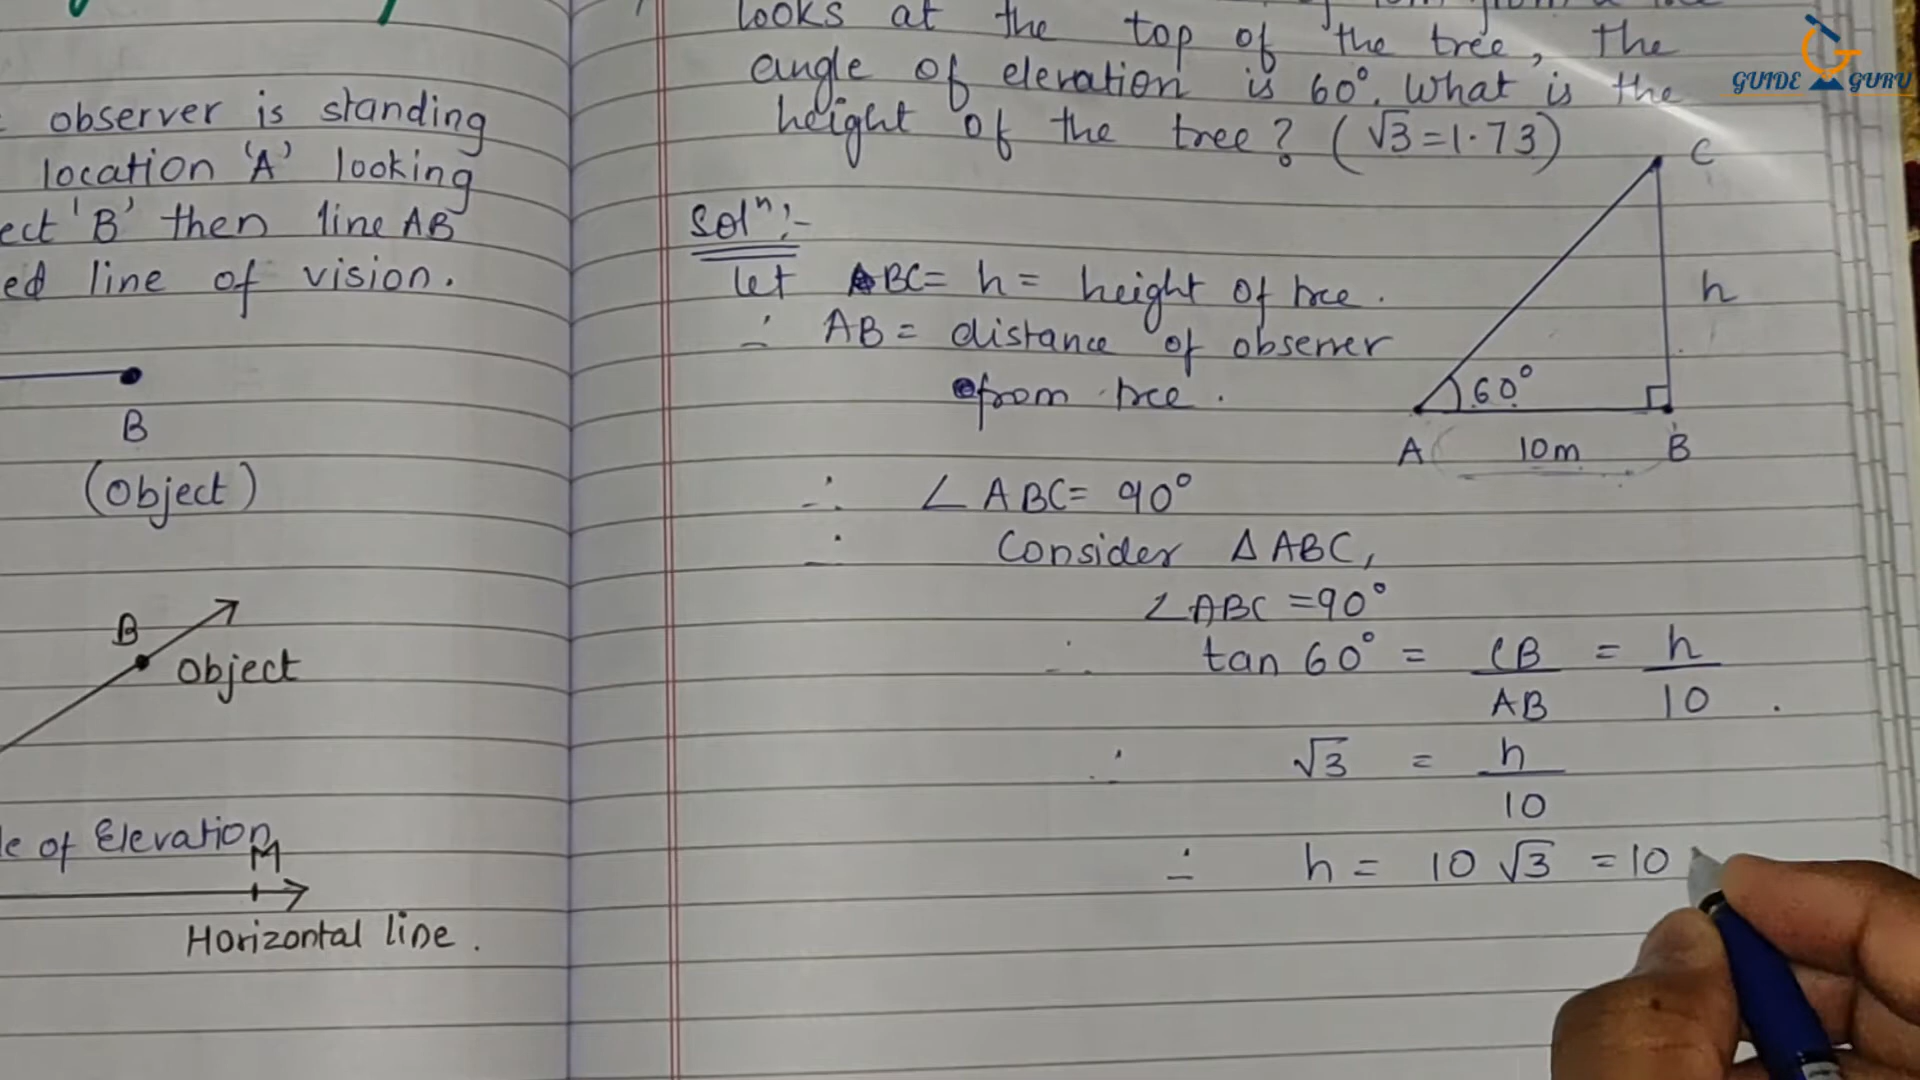 observer is standing
location 'A' looking
ect 'B' then line AB
ed line of vision.
B
(Object)
B
Object
le of Elevation
M
Horizontal line.
looks at the top of the tree, the
angle of elevation is 60°. What is the
height of the tree? (√3=1.73)
Solⁿ:-
let BC= h = height of tree.
∴ AB = distance of observer
from tree.
C
h
60°
A 10m B
∴ ∠ABC= 90°
∴ Consider ΔABC,
∠ABC =90°
∴ tan 60° = CB/AB = h/10.
∴ √3 = h/10
∴ h = 10√3 =10
GUIDE GURU